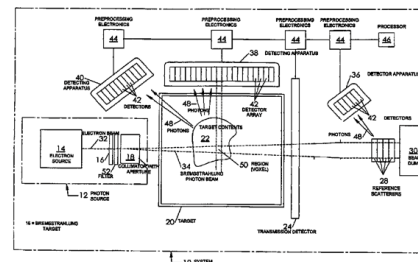 PREPROCESSING ELECTRONICS
PREPROCESSING ELECTRONICS
PREPROCESSING ELECTRONICS
PREPROCESSING ELECTRONICS
PROCESSOR
44
44
44
44
46
38
DETECTING APPARATUS
40
DETECTING APPARATUS
36
DETECTOR APPARATUS
42
DETECTORS
42
DETECTOR ARRAY
42
DETECTORS
48
PHOTONS
48
PHOTONS
PHOTONS
48
TARGET CONTENTS
22
ELECTRON BEAM
32
14
ELECTRON SOURCE
16
18
52
FILTER
COLLIMATOR WITH APERTURE
34
BREMSSTRAHLUNG PHOTON BEAM
50
REGION (VOXEL)
30
BEAM DUMP
28
REFERENCE SCATTERERS
12
PHOTON SOURCE
20
TARGET
24
TRANSMISSION DETECTOR
16 = BREMSSTRAHLUNG TARGET
10 SYSTEM